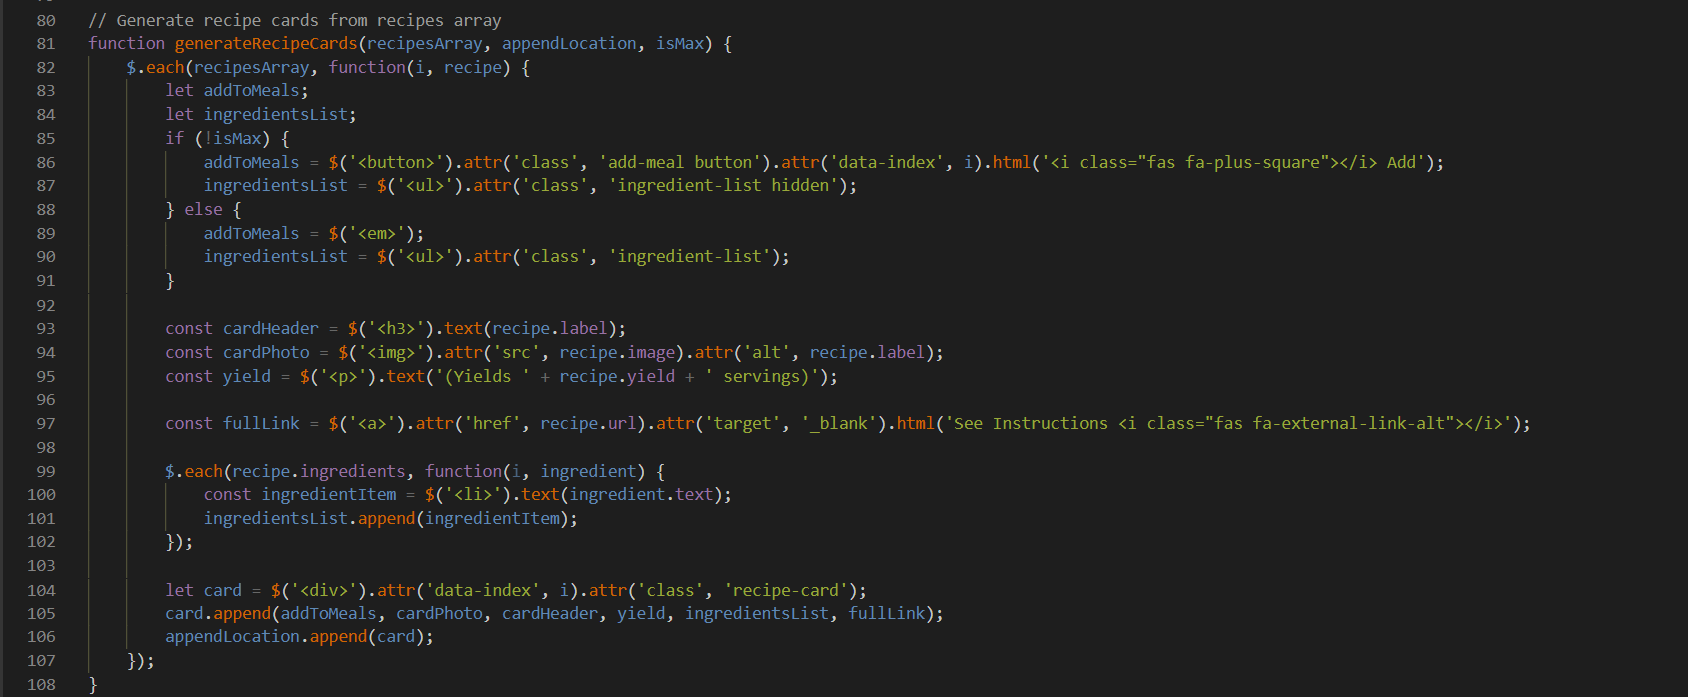 80 // Generate recipe cards from recipes array
81 function generateRecipeCards(recipesArray, appendLocation, isMax) {
82     $.each(recipesArray, function(i, recipe) {
83         let addToMeals;
84         let ingredientsList;
85         if (!isMax) {
86             addToMeals = $('<button>').attr('class', 'add-meal button').attr('data-index', i).html('<i class="fas fa-plus-square"></i> Add');
87             ingredientsList = $('<ul>').attr('class', 'ingredient-list hidden');
88         } else {
89             addToMeals = $('<em>');
90             ingredientsList = $('<ul>').attr('class', 'ingredient-list');
91         }
92
93         const cardHeader = $('<h3>').text(recipe.label);
94         const cardPhoto = $('<img>').attr('src', recipe.image).attr('alt', recipe.label);
95         const yield = $('<p>').text('(Yields ' + recipe.yield + ' servings)');
96
97         const fullLink = $('<a>').attr('href', recipe.url).attr('target', '_blank').html('See Instructions <i class="fas fa-external-link-alt"></i>');
98
99         $.each(recipe.ingredients, function(i, ingredient) {
100             const ingredientItem = $('<li>').text(ingredient.text);
101             ingredientsList.append(ingredientItem);
102         });
103
104         let card = $('<div>').attr('data-index', i).attr('class', 'recipe-card');
105         card.append(addToMeals, cardPhoto, cardHeader, yield, ingredientsList, fullLink);
106         appendLocation.append(card);
107     });
108 }